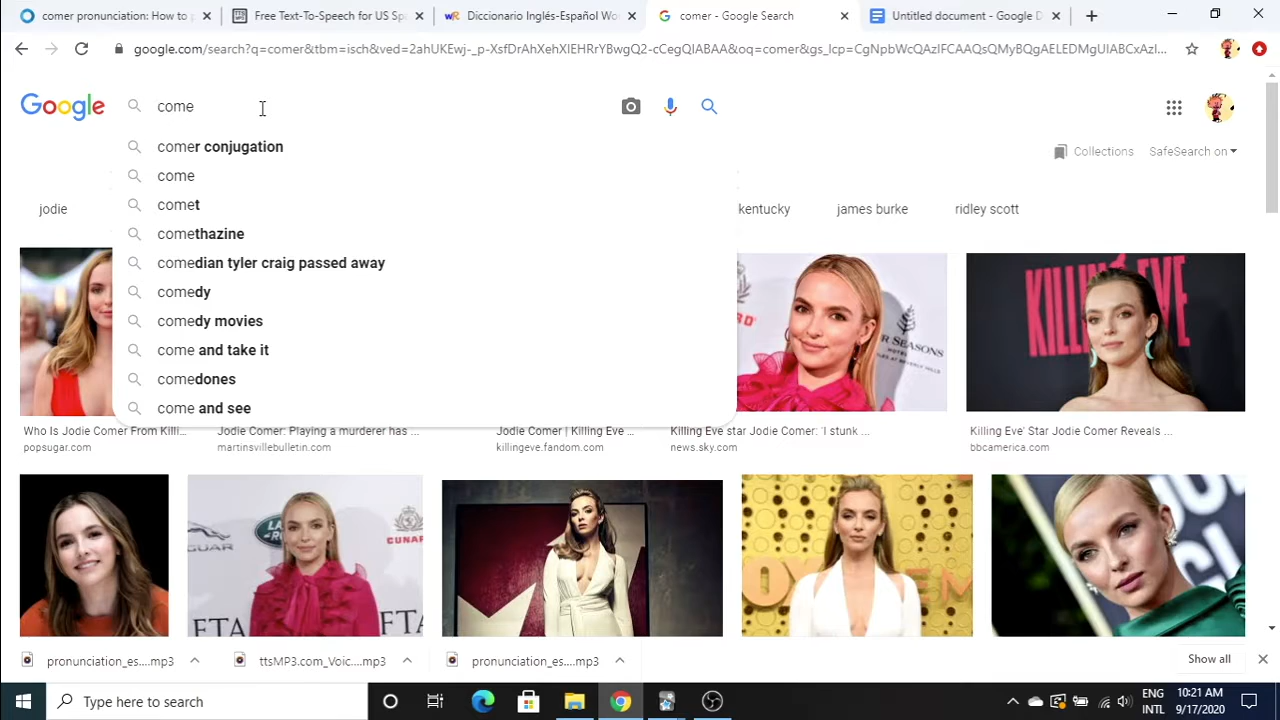 comer pronunciation: How to p
Free Text-To-Speech for US Sp
Diccionario Inglés-Español Wo
comer - Google Search
Untitled document - Google D
google.com/search?q=comer&tbm=isch&ved=2ahUKEwj-_p-XsfDrAhXehXIEHRrYBwgQ2-cCegQIABAA&oq=comer&gs_lcp=CgNpbWcQAzIFCAAQsQMyBQgAELEDMgUIABCxAzI...
Google
come
comer conjugation
come
comet
comethazine
comedian tyler craig passed away
comedy
comedy movies
come and take it
comedones
come and see
Collections
SafeSearch on
jodie
kentucky
james burke
ridley scott
KILLING EVE
Who Is Jodie Comer From Killi...
Jodie Comer: Playing a murderer has ...
Jodie Comer | Killing Eve ...
Killing Eve star Jodie Comer: 'I stunk ...
Killing Eve' Star Jodie Comer Reveals ...
popsugar.com
martinsvillebulletin.com
killingeve.fandom.com
news.sky.com
bbcamerica.com
CUNAR
pronunciation_es....mp3
ttsMP3.com_Voic....mp3
pronunciation_es....mp3
Show all
Type here to search
ENG
INTL
10:21 AM
9/17/2020